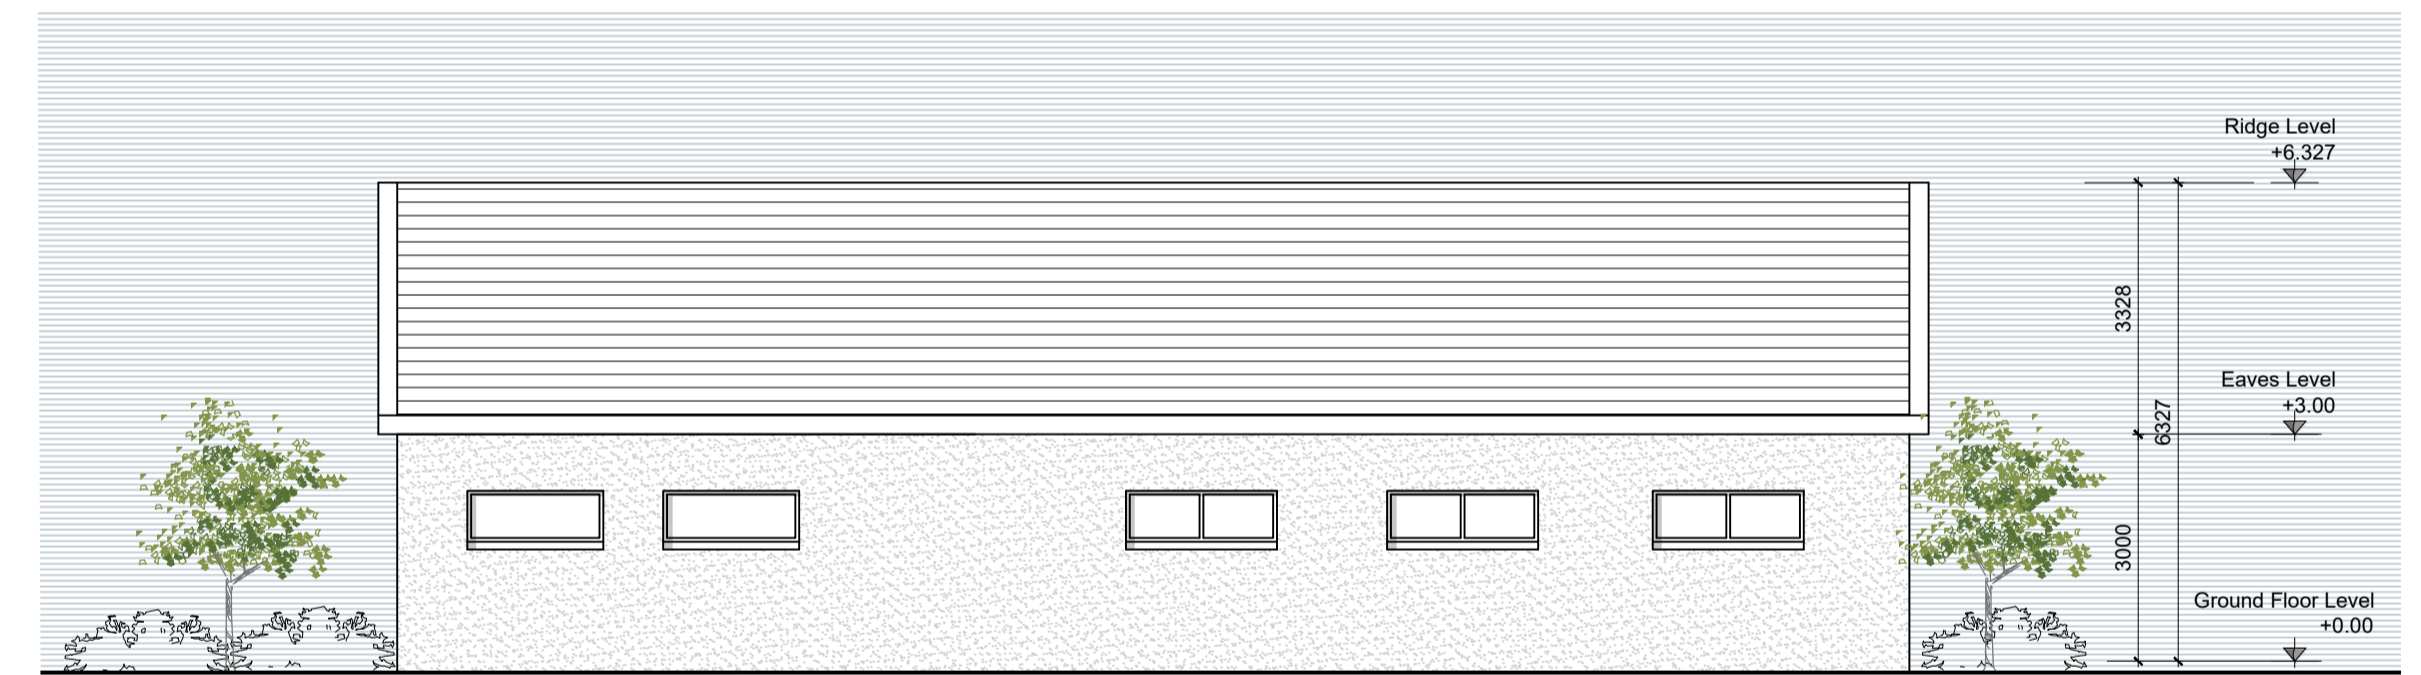 Ridge Level
+6.327
3328
Eaves Level
+3.00
6327
3000
Ground Floor Level
+0.00